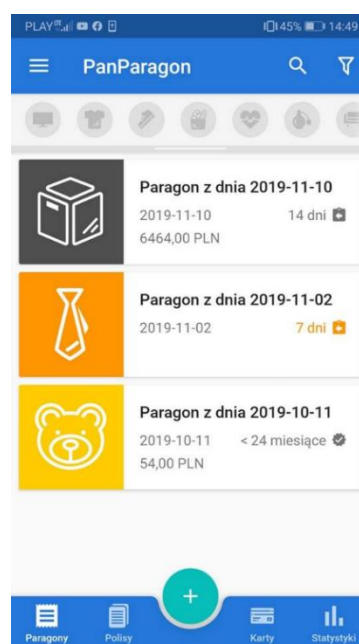 PLAY 45% 14:49
PanParagon
Paragon z dnia 2019-11-10
2019-11-10 14 dni
6464,00 PLN
Paragon z dnia 2019-11-02
2019-11-02 7 dni
Paragon z dnia 2019-10-11
2019-10-11 < 24 miesiące
54,00 PLN
+
Paragony Polisy Karty Statystyki